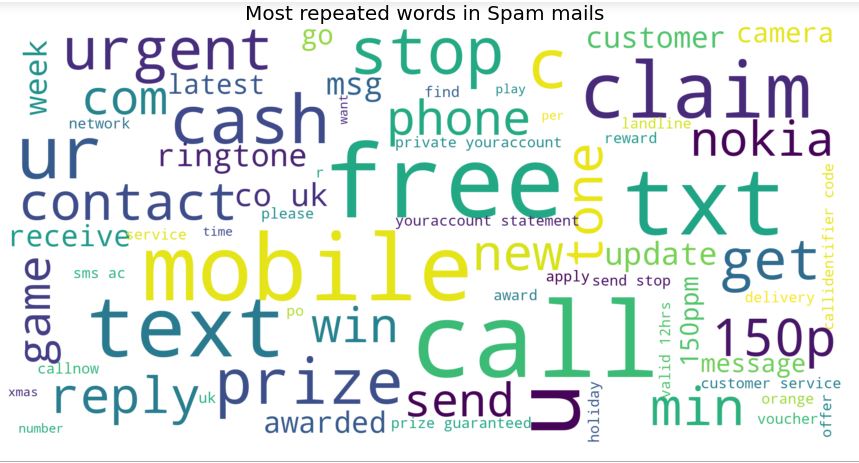 Most repeated words in Spam mails
week
urgent
go
stop
c
customer
camera
com
latest
msg
find
play
claim
network
cash
want
phone
per
landline
reward
nokia
ur
ringtone
private youraccount
contact
co uk
r
free
tone
txt
callidentifier code
please
youraccount statement
receive
service
time
mobile
new
update
get
game
sms ac
apply
send stop
award
delivery
text
po
win
call
valid 12hrs
150ppm
150p
callnow
message
xmas
reply
uk
prize
send
u
holiday
min
customer service
orange
offer
number
awarded
prize guaranteed
voucher